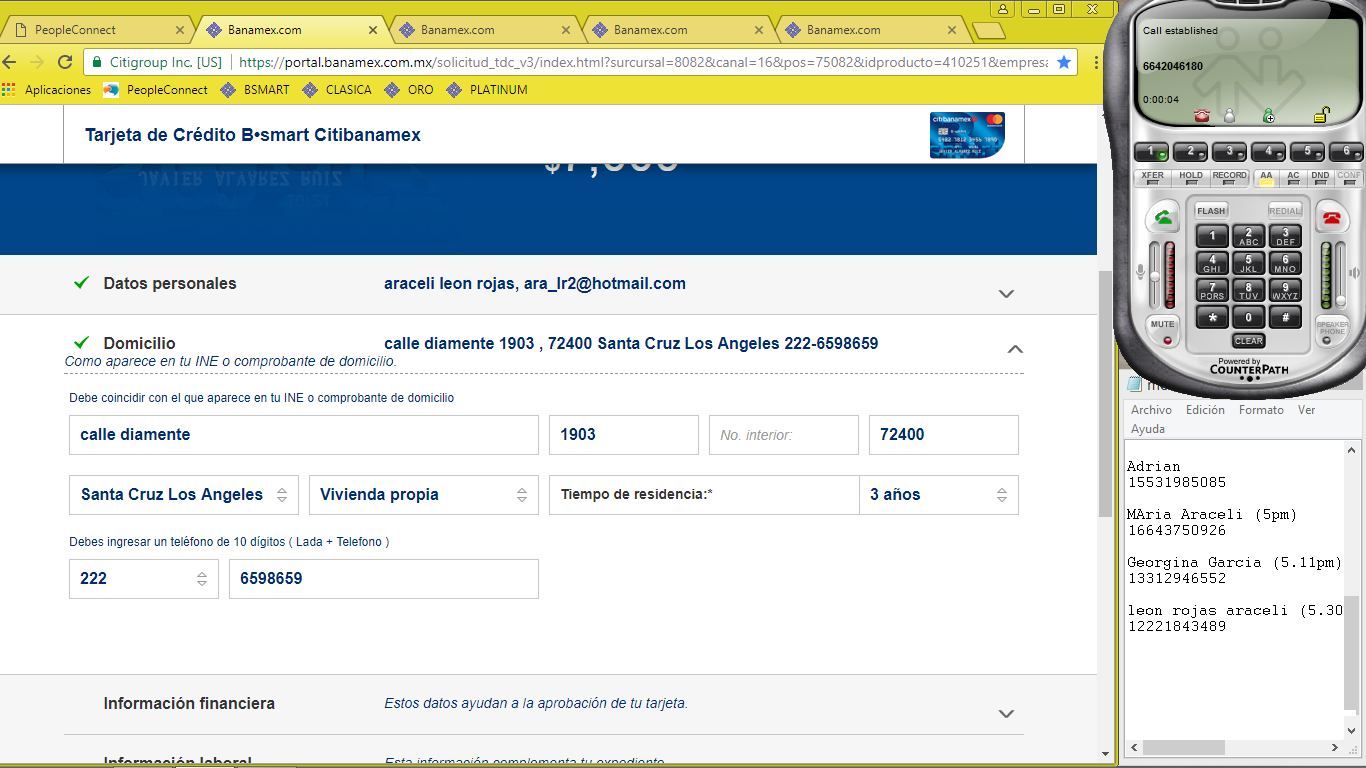 PeopleConnect
Banamex.com
Banamex.com
Banamex.com
Banamex.com
Citigroup Inc. [US]
https://portal.banamex.com.mx/solicitud_tdc_v3/index.html?sursursal=8082&canal=16&pos=75082&idproducto=410251&empresa
Aplicaciones
PeopleConnect
BSMART
CLASICA
ORO
PLATINUM
Tarjeta de Crédito B•smart Citibanamex
citibanamex
JAVIER ALVAREZ RUIZ
Datos personales
araceli leon rojas, ara_lr2@hotmail.com
Domicilio
calle diamente 1903 , 72400 Santa Cruz Los Angeles 222-6598659
Como aparece en tu INE o comprobante de domicilio.
Debe coincidir con el que aparece en tu INE o comprobante de domicilio
calle diamente
1903
No. interior:
72400
Santa Cruz Los Angeles
Vivienda propia
Tiempo de residencia:*
3 años
Debes ingresar un teléfono de 10 dígitos ( Lada + Telefono )
222
6598659
Información financiera
Estos datos ayudan a la aprobación de tu tarjeta.
Información laboral
Esta información complementa tu expediente
Call established
6642046180
0:00:04
1 2 3 4 5 6
XFER HOLD RECORD AA AC DND CONF
FLASH
REDIAL
1
2 ABC
3 DEF
4 GHI
5 JKL
6 MNO
7 PQRS
8 TUV
9 WXYZ
*
0
#
MUTE
SPEAKER PHONE
CLEAR
Powered by
COUNTERPATH
Archivo Edición Formato Ver
Ayuda
Adrian
15531985085
MAria Araceli (5pm)
16643750926
Georgina Garcia (5.11pm)
13312946552
leon rojas araceli (5.30
12221843489